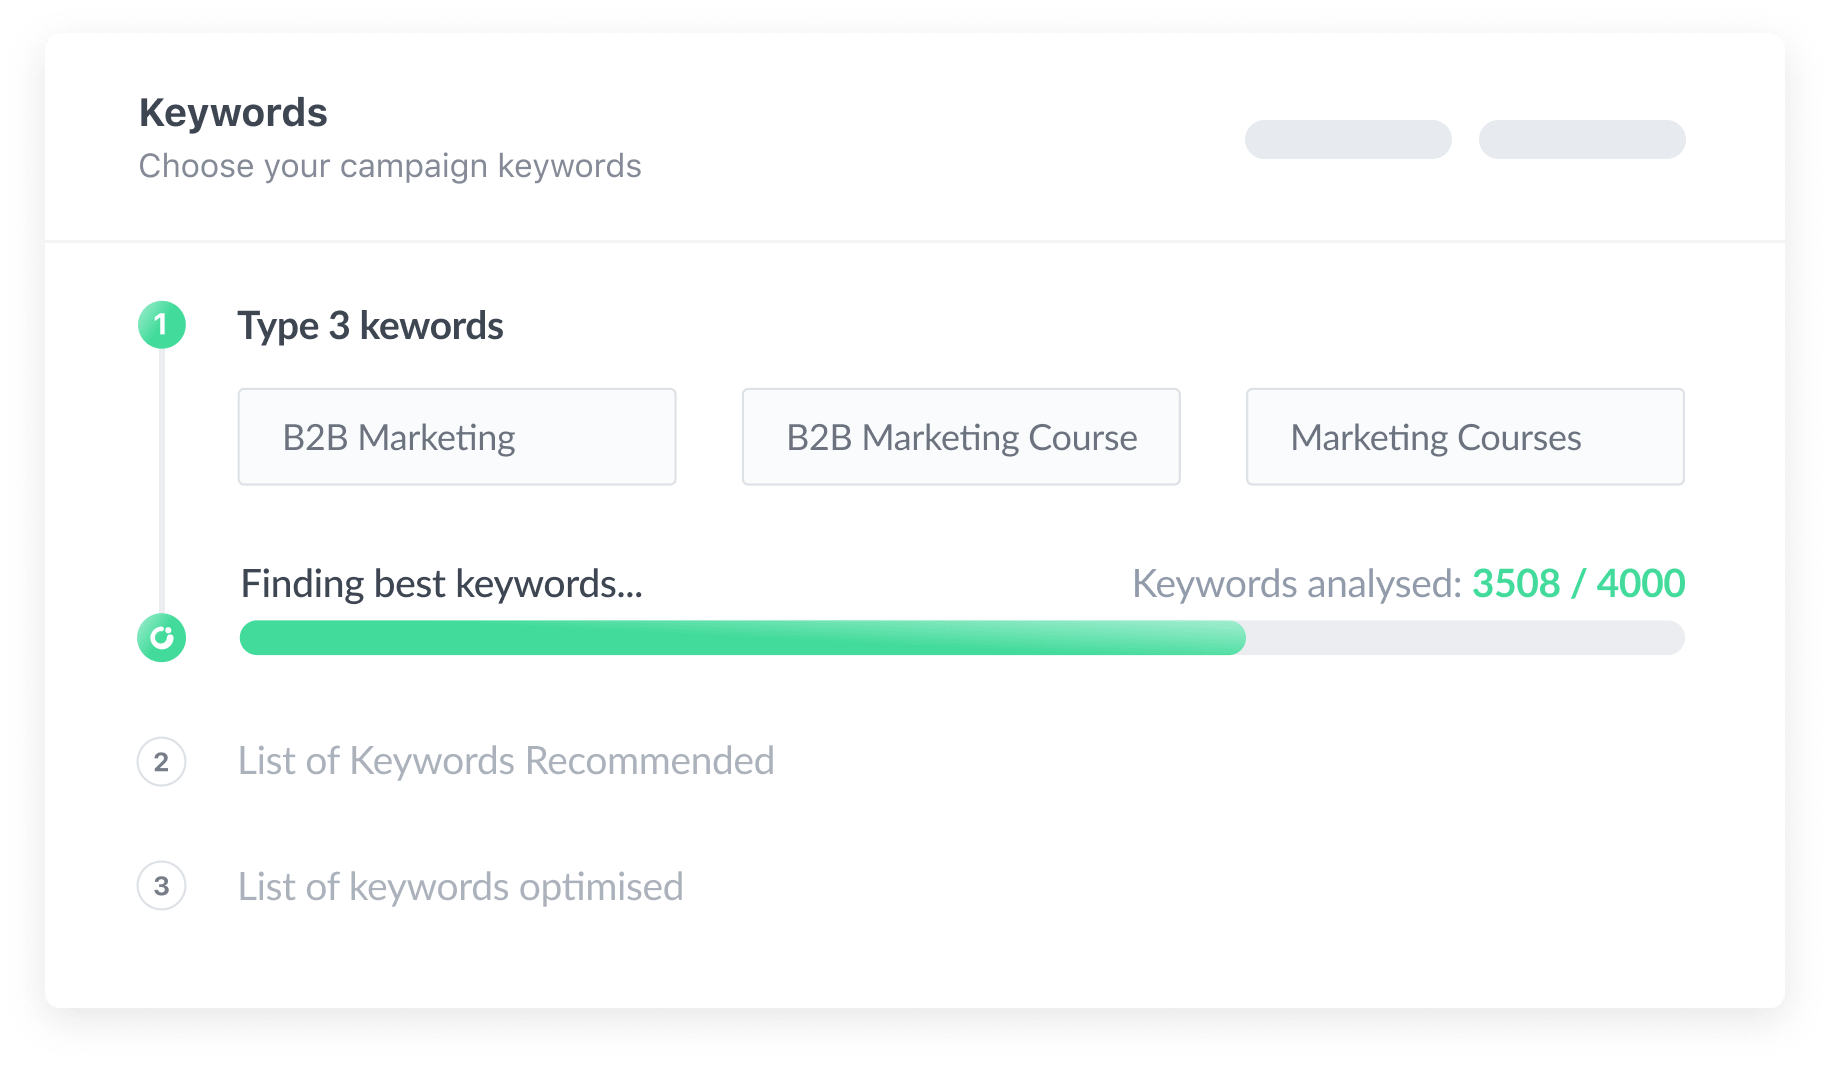 Keywords
Choose your campaign keywords
1
Type 3 kewords
B2B Marketing
B2B Marketing Course
Marketing Courses
Finding best keywords...
Keywords analysed: 3508 / 4000
2
List of Keywords Recommended
3
List of keywords optimised